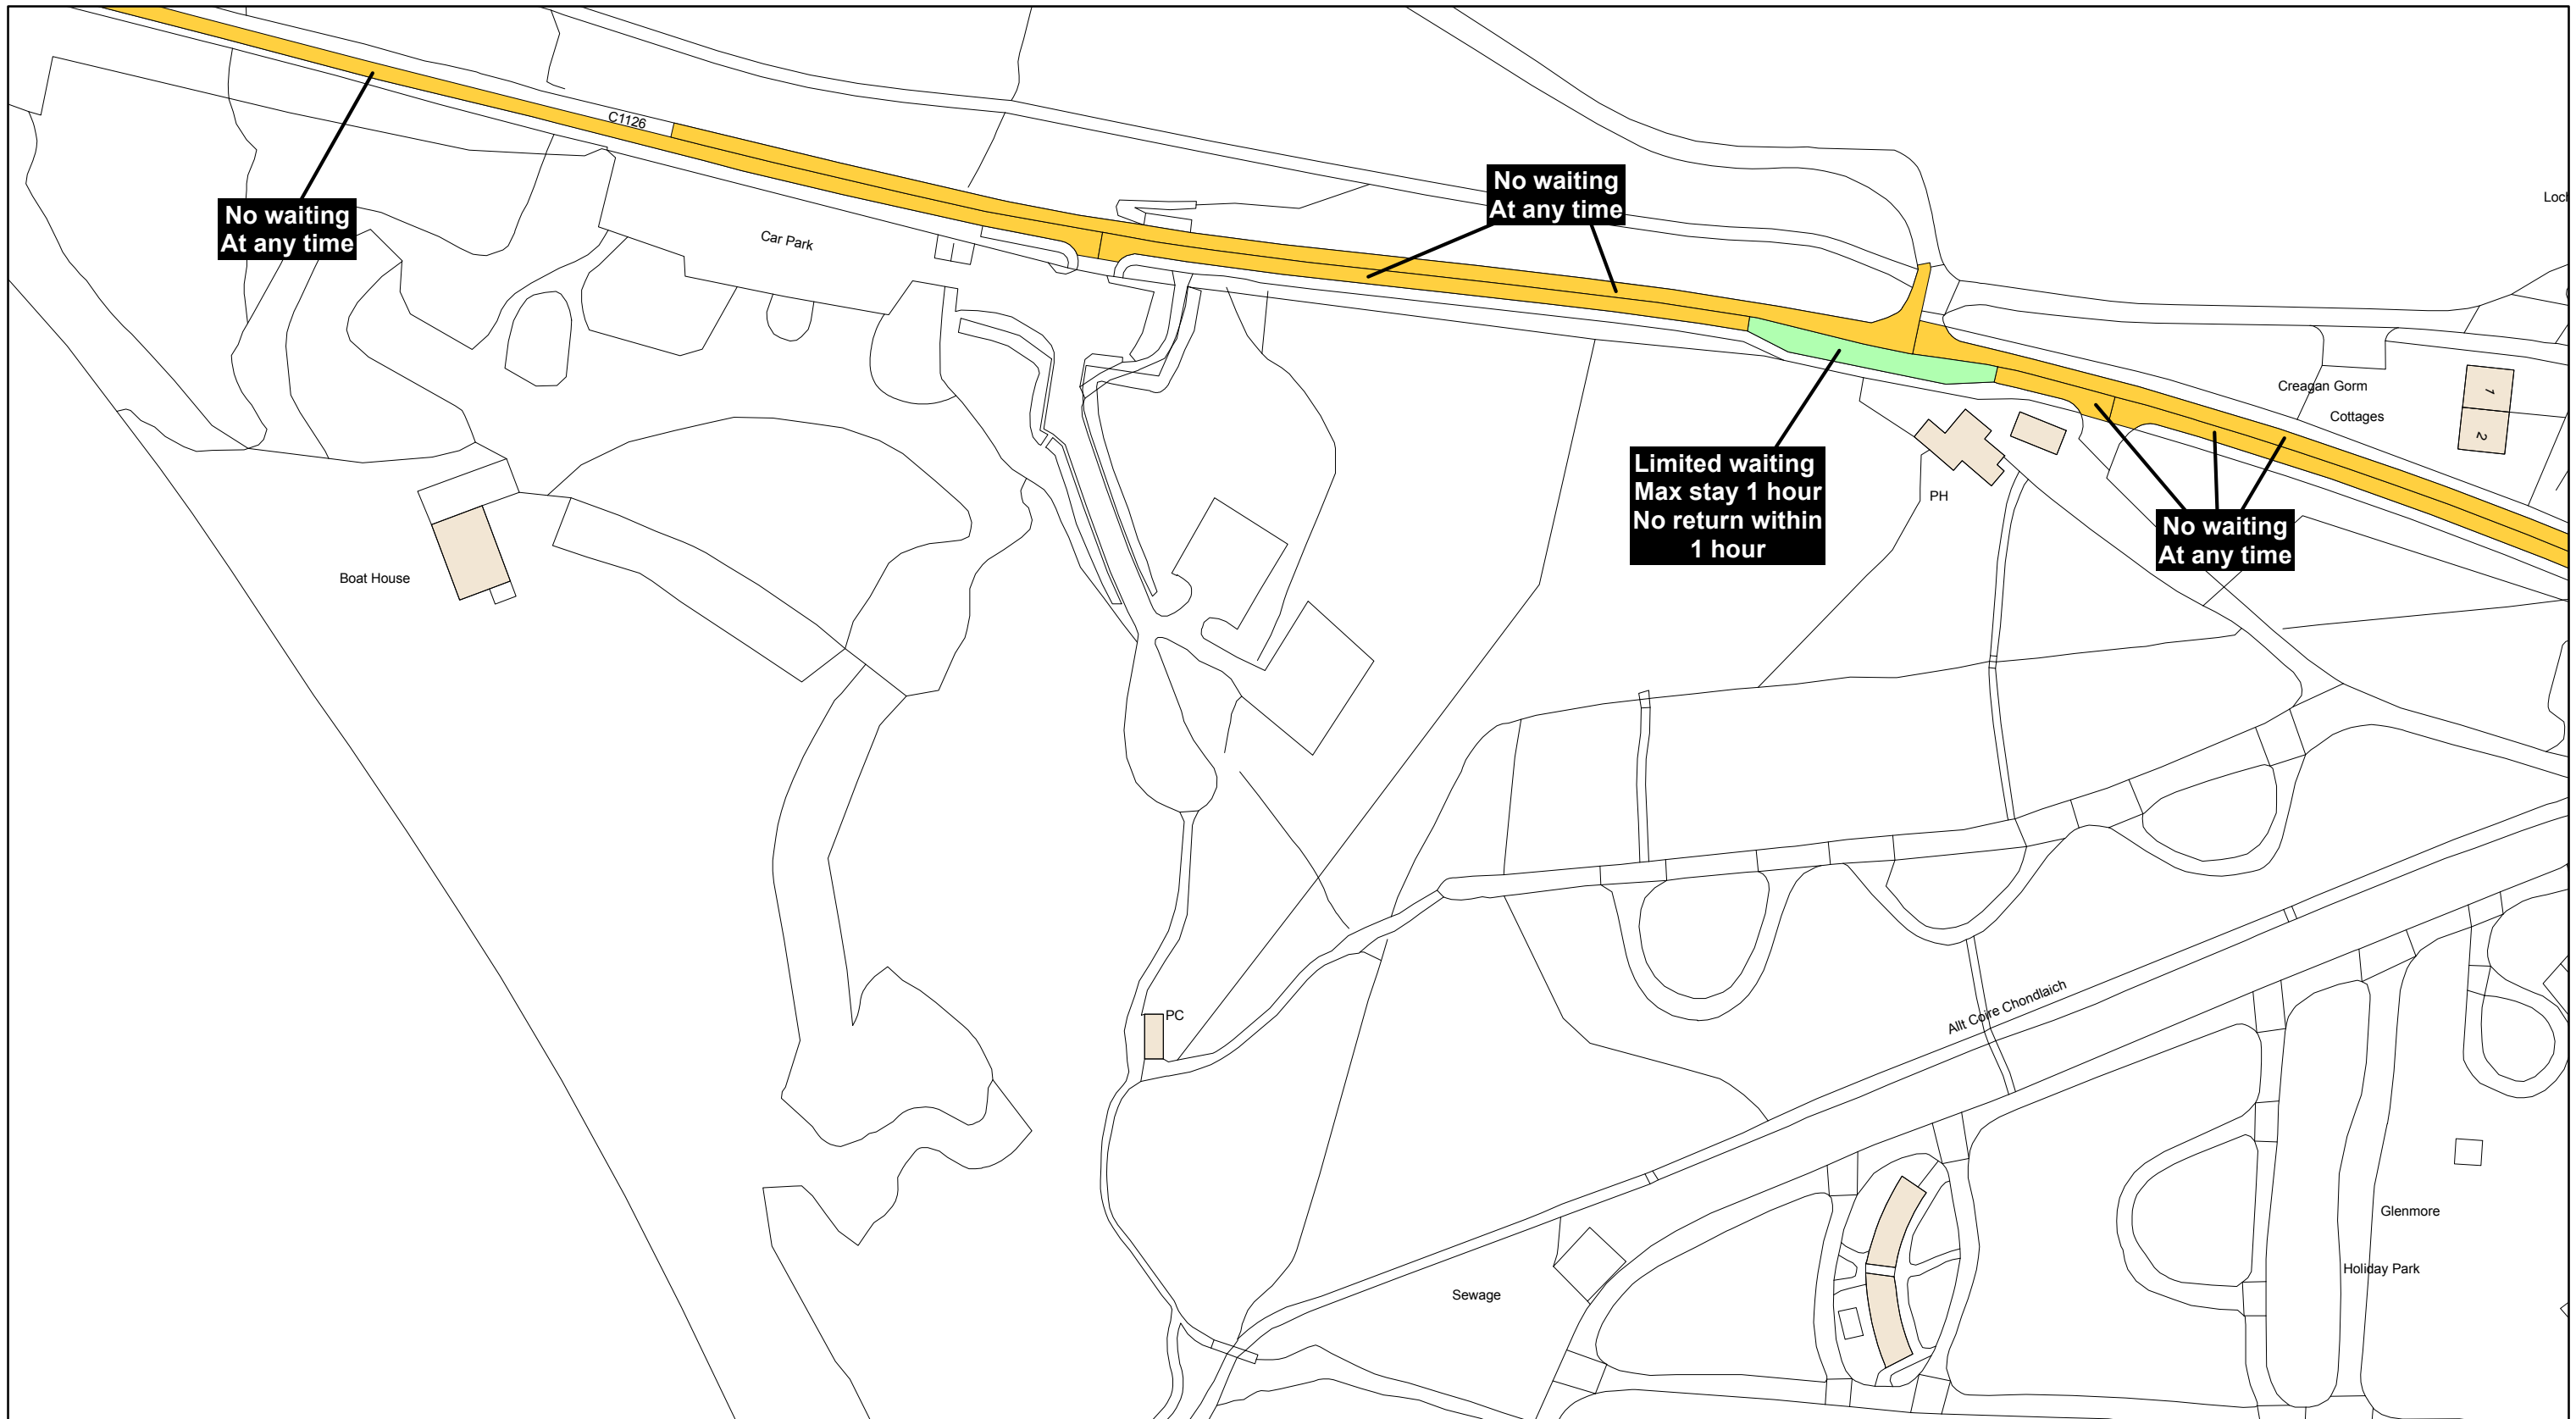 C1126
No waiting
At any time
Loch
No waiting
At any time
Car Park
Creagan Gorm
Cottages
1
2
Limited waiting
Max stay 1 hour
No return within
1 hour
PH
No waiting
At any time
Boat House
PC
Allt Coire Chondlaich
Glenmore
Holiday Park
Sewage